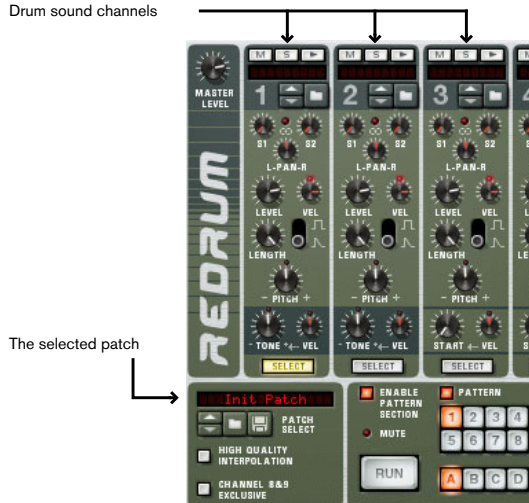 Drum sound channels
M S M S M S
MASTER LEVEL
1 2 3 4
S1 S2 S1 S2 S1 S2
L-PAN-R L-PAN-R L-PAN-R
LEVEL VEL LEVEL VEL LEVEL VEL
LENGTH LENGTH LENGTH
- PITCH + - PITCH + - PITCH +
- TONE + VEL - TONE + VEL START VEL
SELECT SELECT SELECT
REDRUM
The selected patch
Init Patch
PATCH SELECT
HIGH QUALITY INTERPOLATION
CHANNEL 8&9 EXCLUSIVE
ENABLE PATTERN SECTION
MUTE
RUN
PATTERN
1 2 3 4
5 6 7 8
A B C D